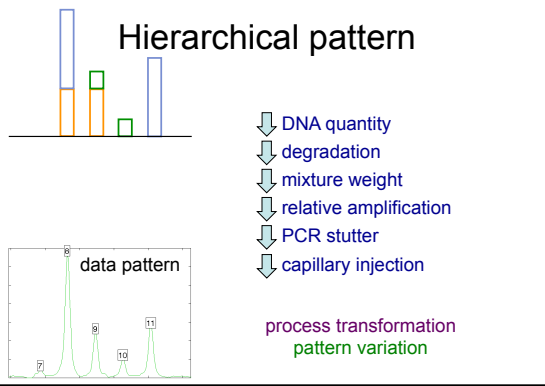 Hierarchical pattern
DNA quantity
degradation
mixture weight
relative amplification
PCR stutter
capillary injection
data pattern
7
8
9
10
11
process transformation
pattern variation